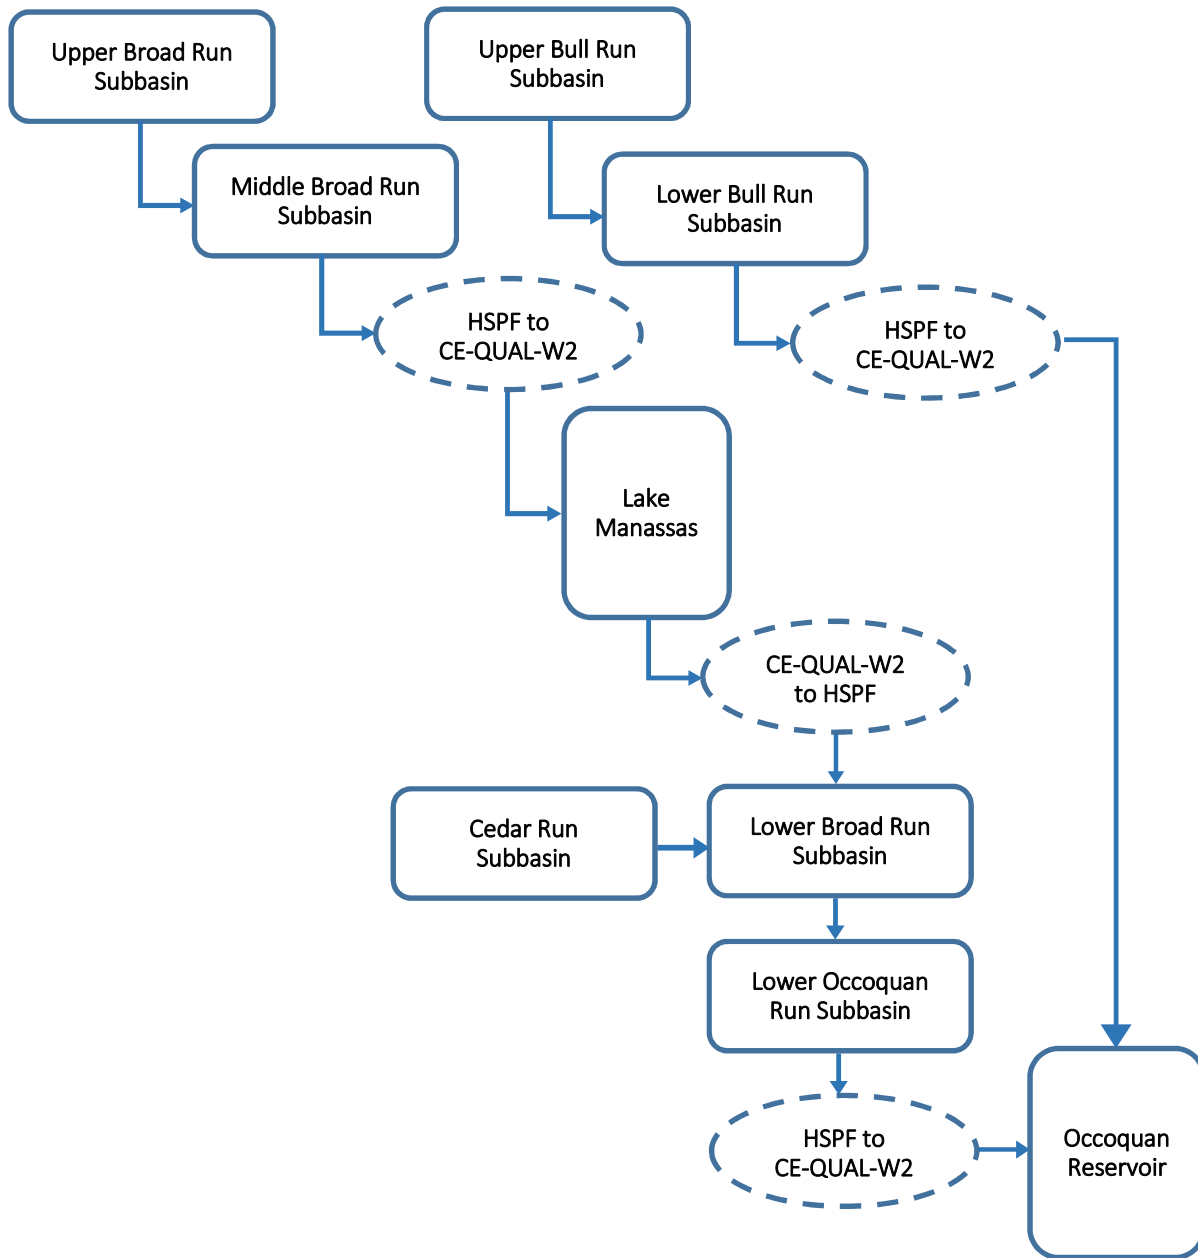 Upper Broad Run
Subbasin
Upper Bull Run
Subbasin
Middle Broad Run
Subbasin
Lower Bull Run
Subbasin
HSPF to
CE-QUAL-W2
HSPF to
CE-QUAL-W2
Lake
Manassas
CE-QUAL-W2
to HSPF
Cedar Run
Subbasin
Lower Broad Run
Subbasin
Lower Occoquan
Run Subbasin
HSPF to
CE-QUAL-W2
Occoquan
Reservoir